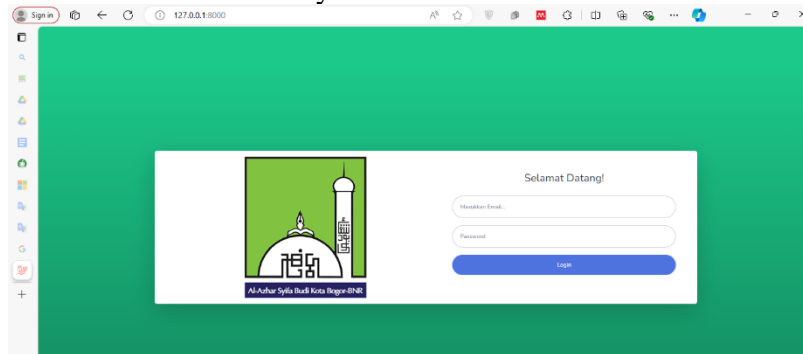 Sign in
127.0.0.1:8000
Selamat Datang!
Masukkan Email...
Password
Login
Al-Azhar Syifa Budi Kota Bogor-BNR